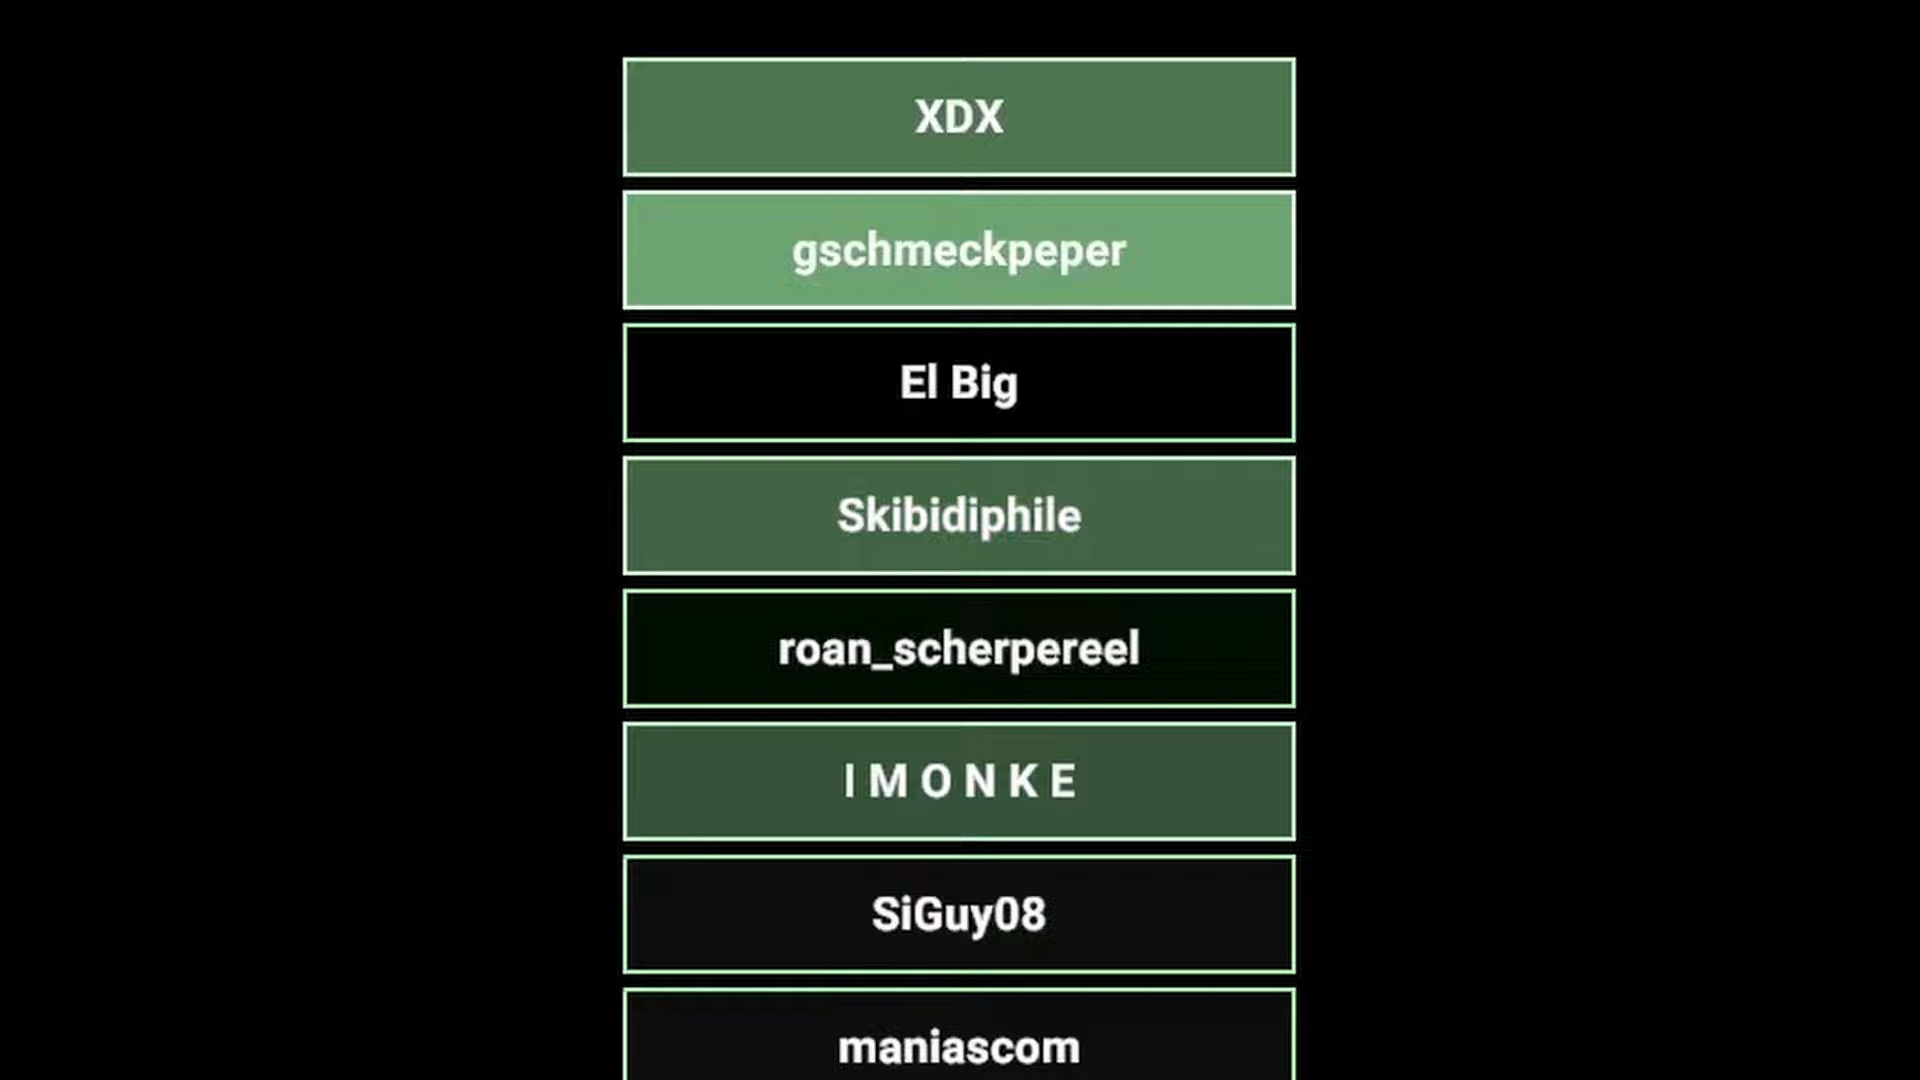 XDX
gschmeckpeper
El Big
Skibidiphile
roan_scherpereel
I M O N K E
SiGuy08
maniascom